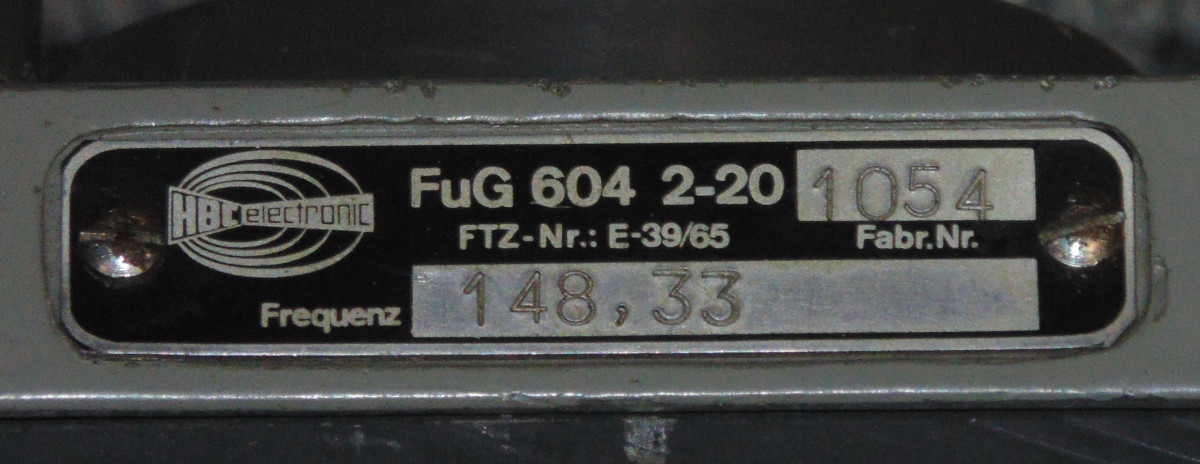 HBC electronic
FuG 604 2-20 1054
FTZ-Nr.: E-39/65 Fabr.Nr.
Frequenz 148,33